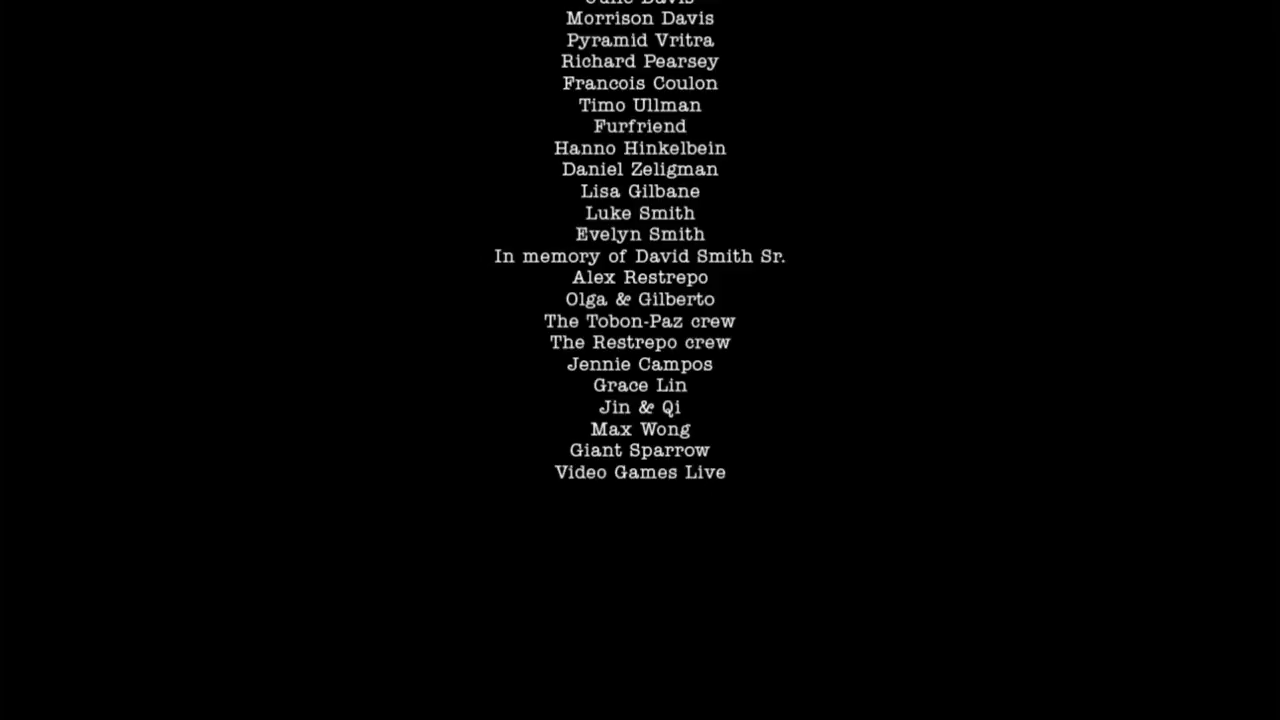 Julie Davis
Morrison Davis
Pyramid Vritra
Richard Pearsey
Francois Coulon
Timo Ullman
Furfriend
Hanno Hinkelbein
Daniel Zeligman
Lisa Gilbane
Luke Smith
Evelyn Smith
In memory of David Smith Sr.
Alex Restrepo
Olga & Gilberto
The Tobon-Paz crew
The Restrepo crew
Jennie Campos
Grace Lin
Jin & Qi
Max Wong
Giant Sparrow
Video Games Live